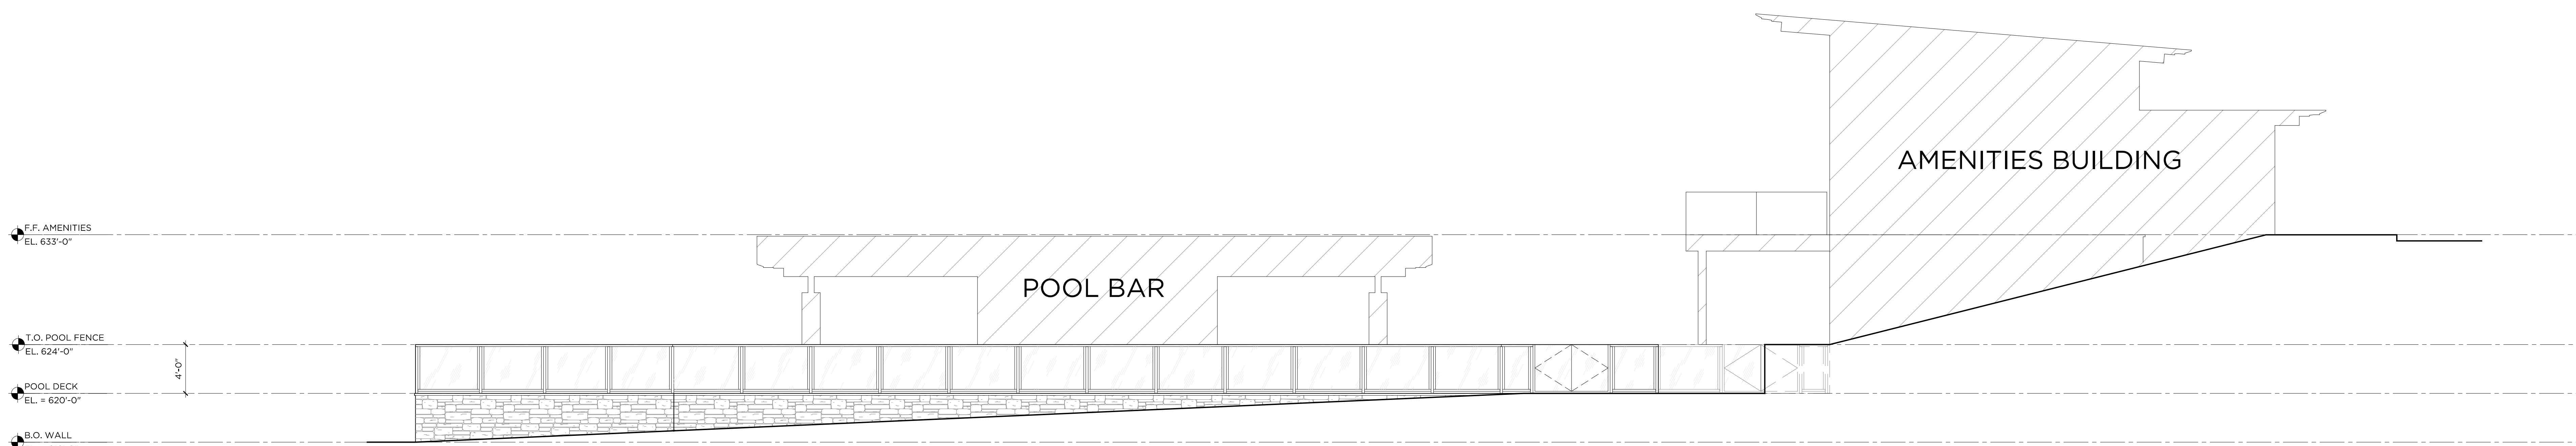 AMENITIES BUILDING
F.F. AMENITIES
EL. 633'-0"
POOL BAR
T.O. POOL FENCE
EL. 624'-0"
4'-0"
POOL DECK
EL. = 620'-0"
B.O. WALL